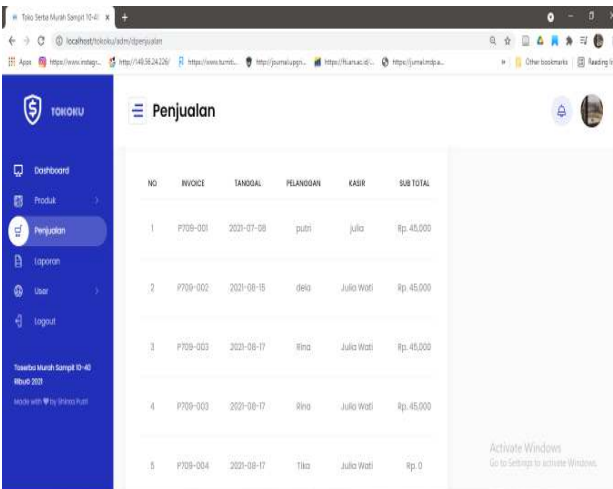 Toko Serba Murah Sampit 10-40
localhost/tokoku/adm/dpenjualan
Apps
Other bookmarks
TOKOKU
Penjualan
Dashboard
Produk
Penjualan
Laporan
User
Logout
Toserba Murah Sampit 10-40
Ribu© 2021
NO INVOICE TANGGAL PELANGGAN KASIR SUB TOTAL
1 P709-001 2021-07-08 putri julia Rp. 45,000
2 P709-002 2021-08-15 dela Julia Wati Rp. 45,000
3 P709-003 2021-08-17 Rina Julia Wati Rp. 45,000
4 P709-003 2021-08-17 Rina Julia Wati Rp. 45,000
5 P709-004 2021-08-17 Tika Julia Wati Rp. 0
Activate Windows
Go to Settings to activate Windows.